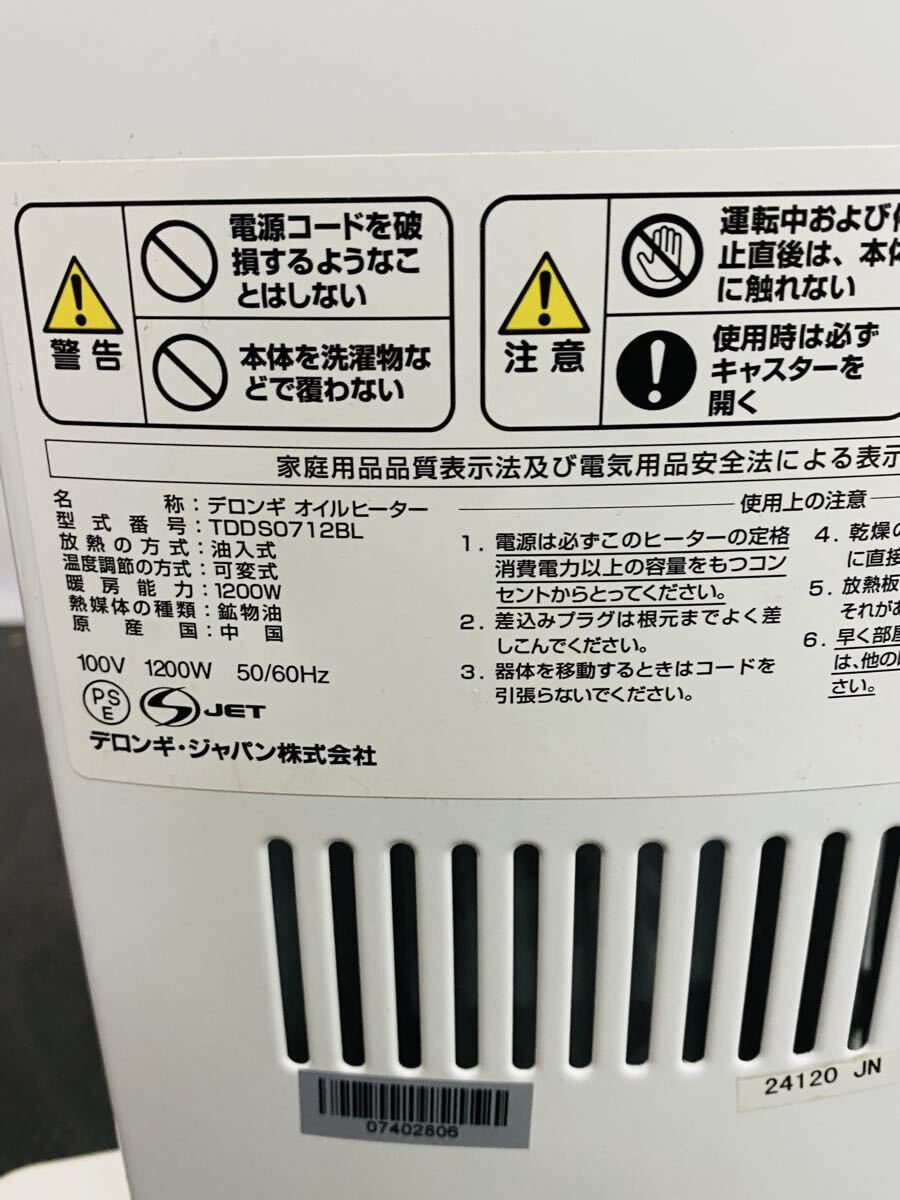 警告
電源コードを破
損するようなこ
とはしない
本体を洗濯物な
どで覆わない
注意
運転中および
止直後は、本体
に触れない
使用時は必ず
キャスターを
開く
家庭用品品質表示法及び電気用品安全法による表示
名称：デロンギ オイルヒーター
型式番号：TDDS0712BL
放熱の方式：油入式
温度調節の方式：可変式
暖房能力：1200W
熱媒体の種類：鉱物油
原産国：中国
100V 1200W 50/60Hz
PS
E
JET
デロンギ・ジャパン株式会社
使用上の注意
1. 電源は必ずこのヒーターの定格
消費電力以上の容量をもつコン
セントからとってください。
2. 差込みプラグは根元までよく差
しこんでください。
3. 器体を移動するときはコードを
引張らないでください。
4. 乾燥の
に直接
5. 放熱板
それがあ
6. 早く部屋
は、他の
さい。
07402806
24120 JN